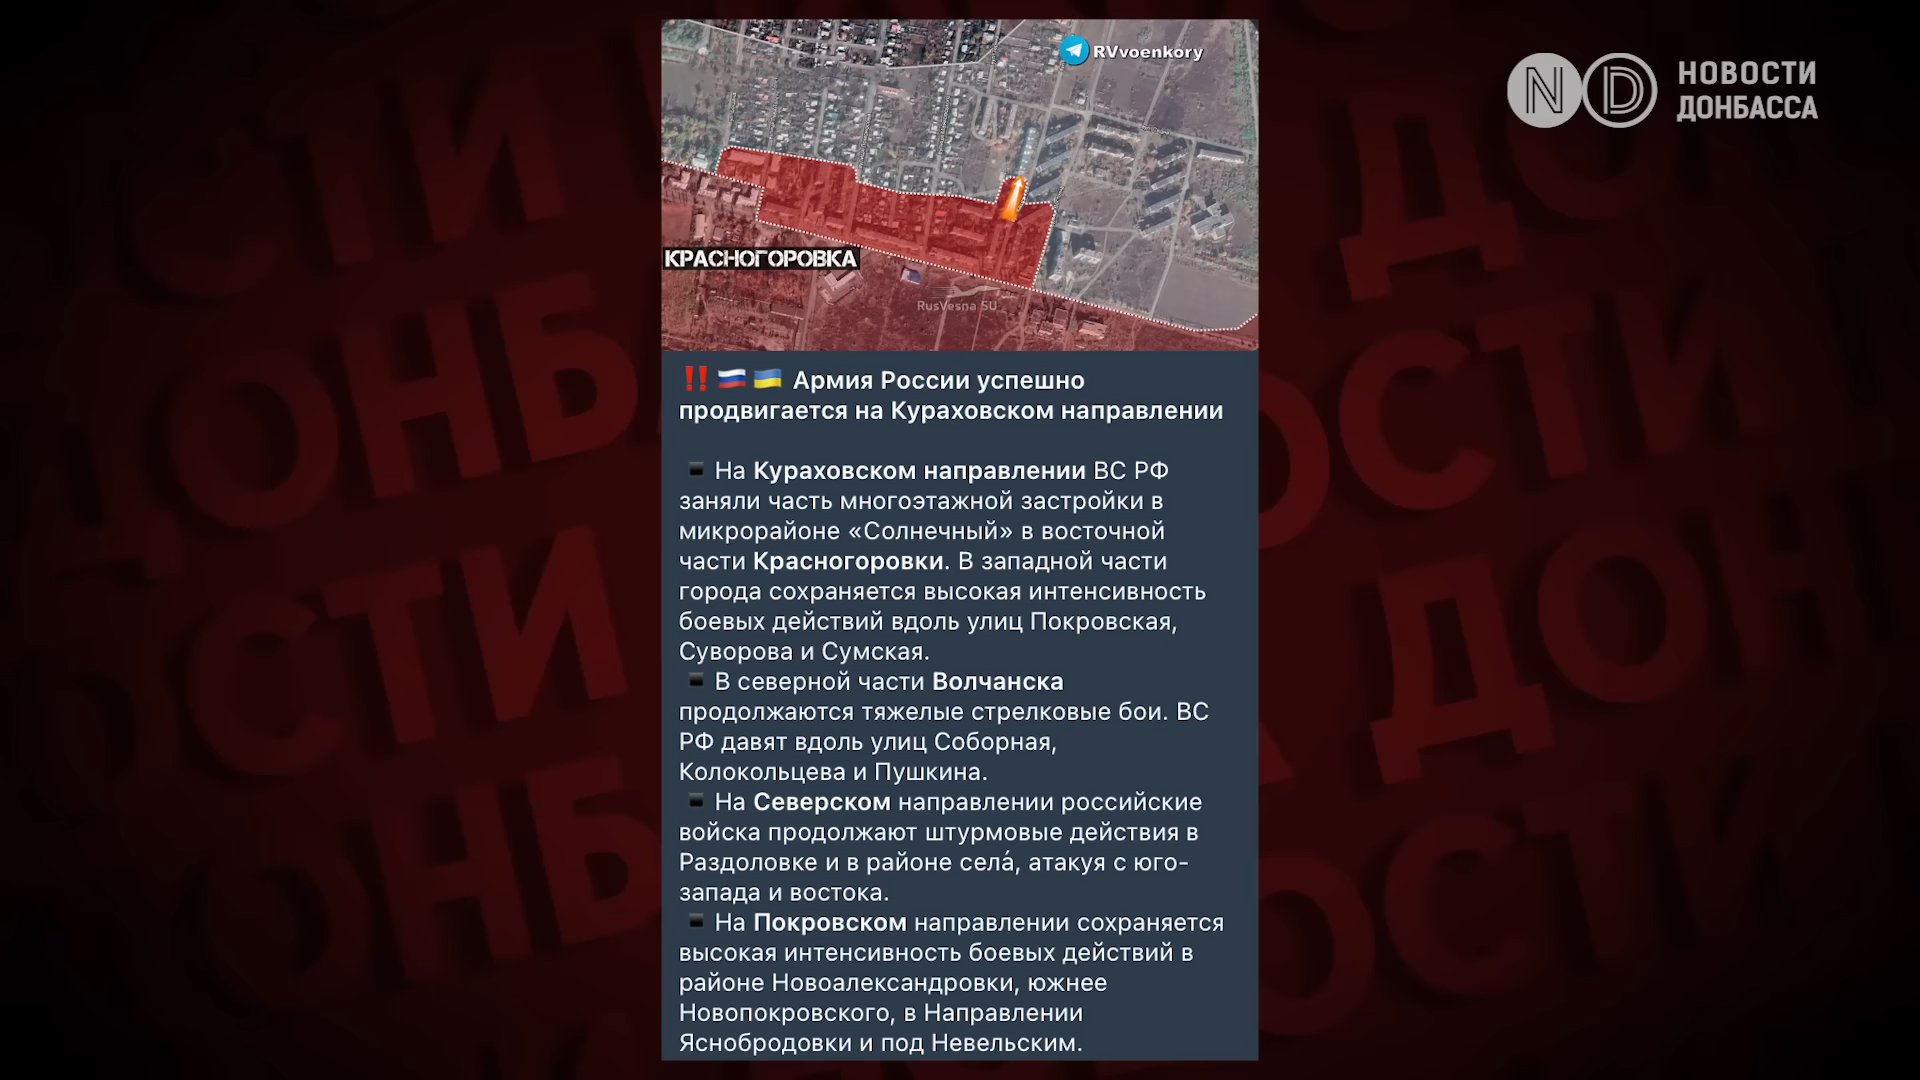 RVvoenkory
НОВОСТИ
ДОНБАССА
ND
КРАСНОГОРОВКА
RusVesna SU
‼️🇷🇺🇺🇦 Армия России успешно
продвигается на Кураховском направлении
▪️На Кураховском направлении ВС РФ
заняли часть многоэтажной застройки в
микрорайоне «Солнечный» в восточной
части Красногоровки. В западной части
города сохраняется высокая интенсивность
боевых действий вдоль улиц Покровская,
Суворова и Сумская.
▪️В северной части Волчанска
продолжаются тяжелые стрелковые бои. ВС
РФ давят вдоль улиц Соборная,
Колокольцева и Пушкина.
▪️На Северском направлении российские
войска продолжают штурмовые действия в
Раздоловке и в районе селá, атакуя с юго-
запада и востока.
▪️На Покровском направлении сохраняется
высокая интенсивность боевых действий в
районе Новоалександровки, южнее
Новопокровского, в Направлении
Яснобродовки и под Невельским.